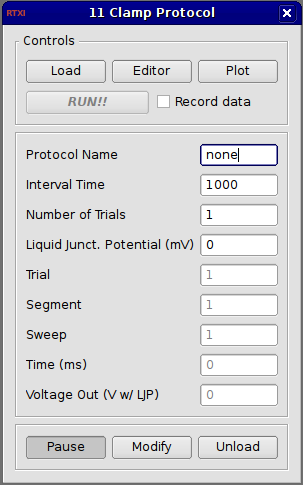 RTXI 11 Clamp Protocol
Controls
Load Editor Plot
RUN!! Record data
Protocol Name none
Interval Time 1000
Number of Trials 1
Liquid Junct. Potential (mV) 0
Trial 1
Segment 1
Sweep 1
Time (ms) 0
Voltage Out (V w/ LJP) 0
Pause Modify Unload